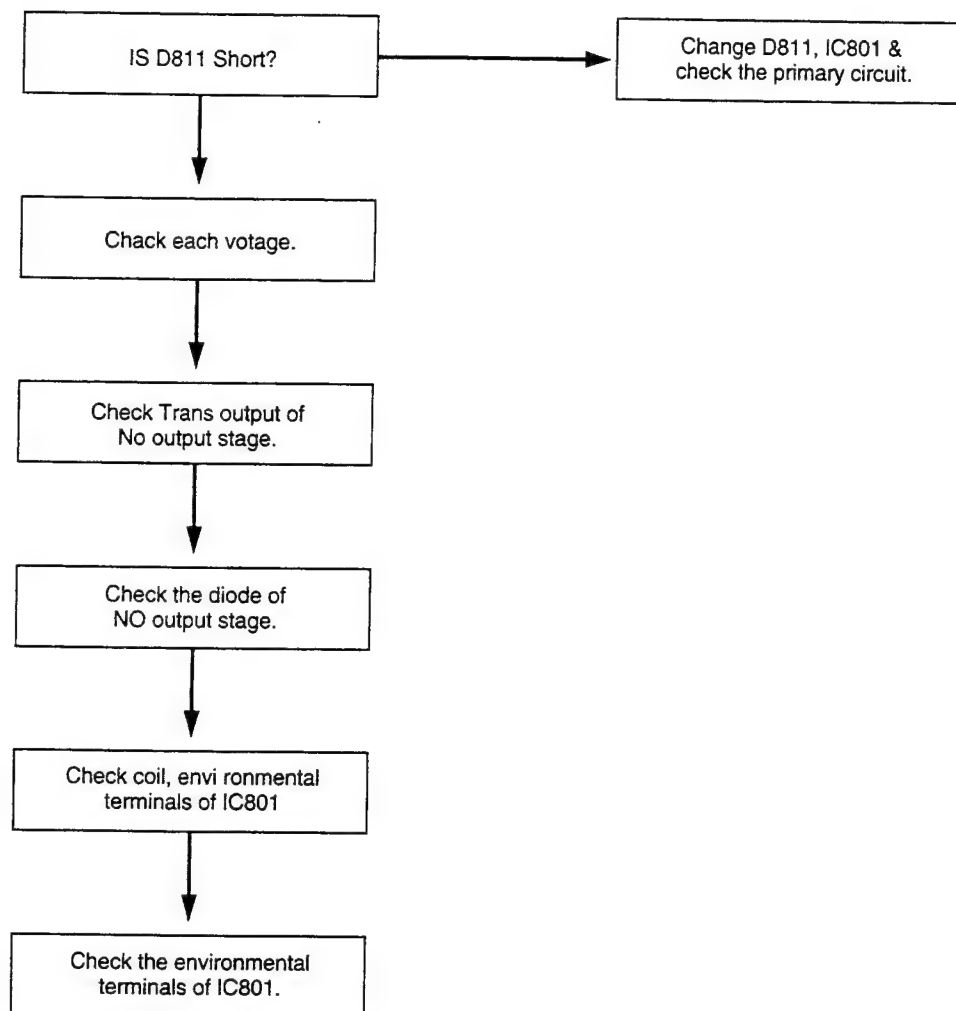 IS D811 Short?
Change D811, IC801 &
check the primary circuit.
Chack each votage.
Check Trans output of
No output stage.
Check the diode of
NO output stage.
Check coil, envi ronmental
terminals of IC801
Check the environmental
terminals of IC801.